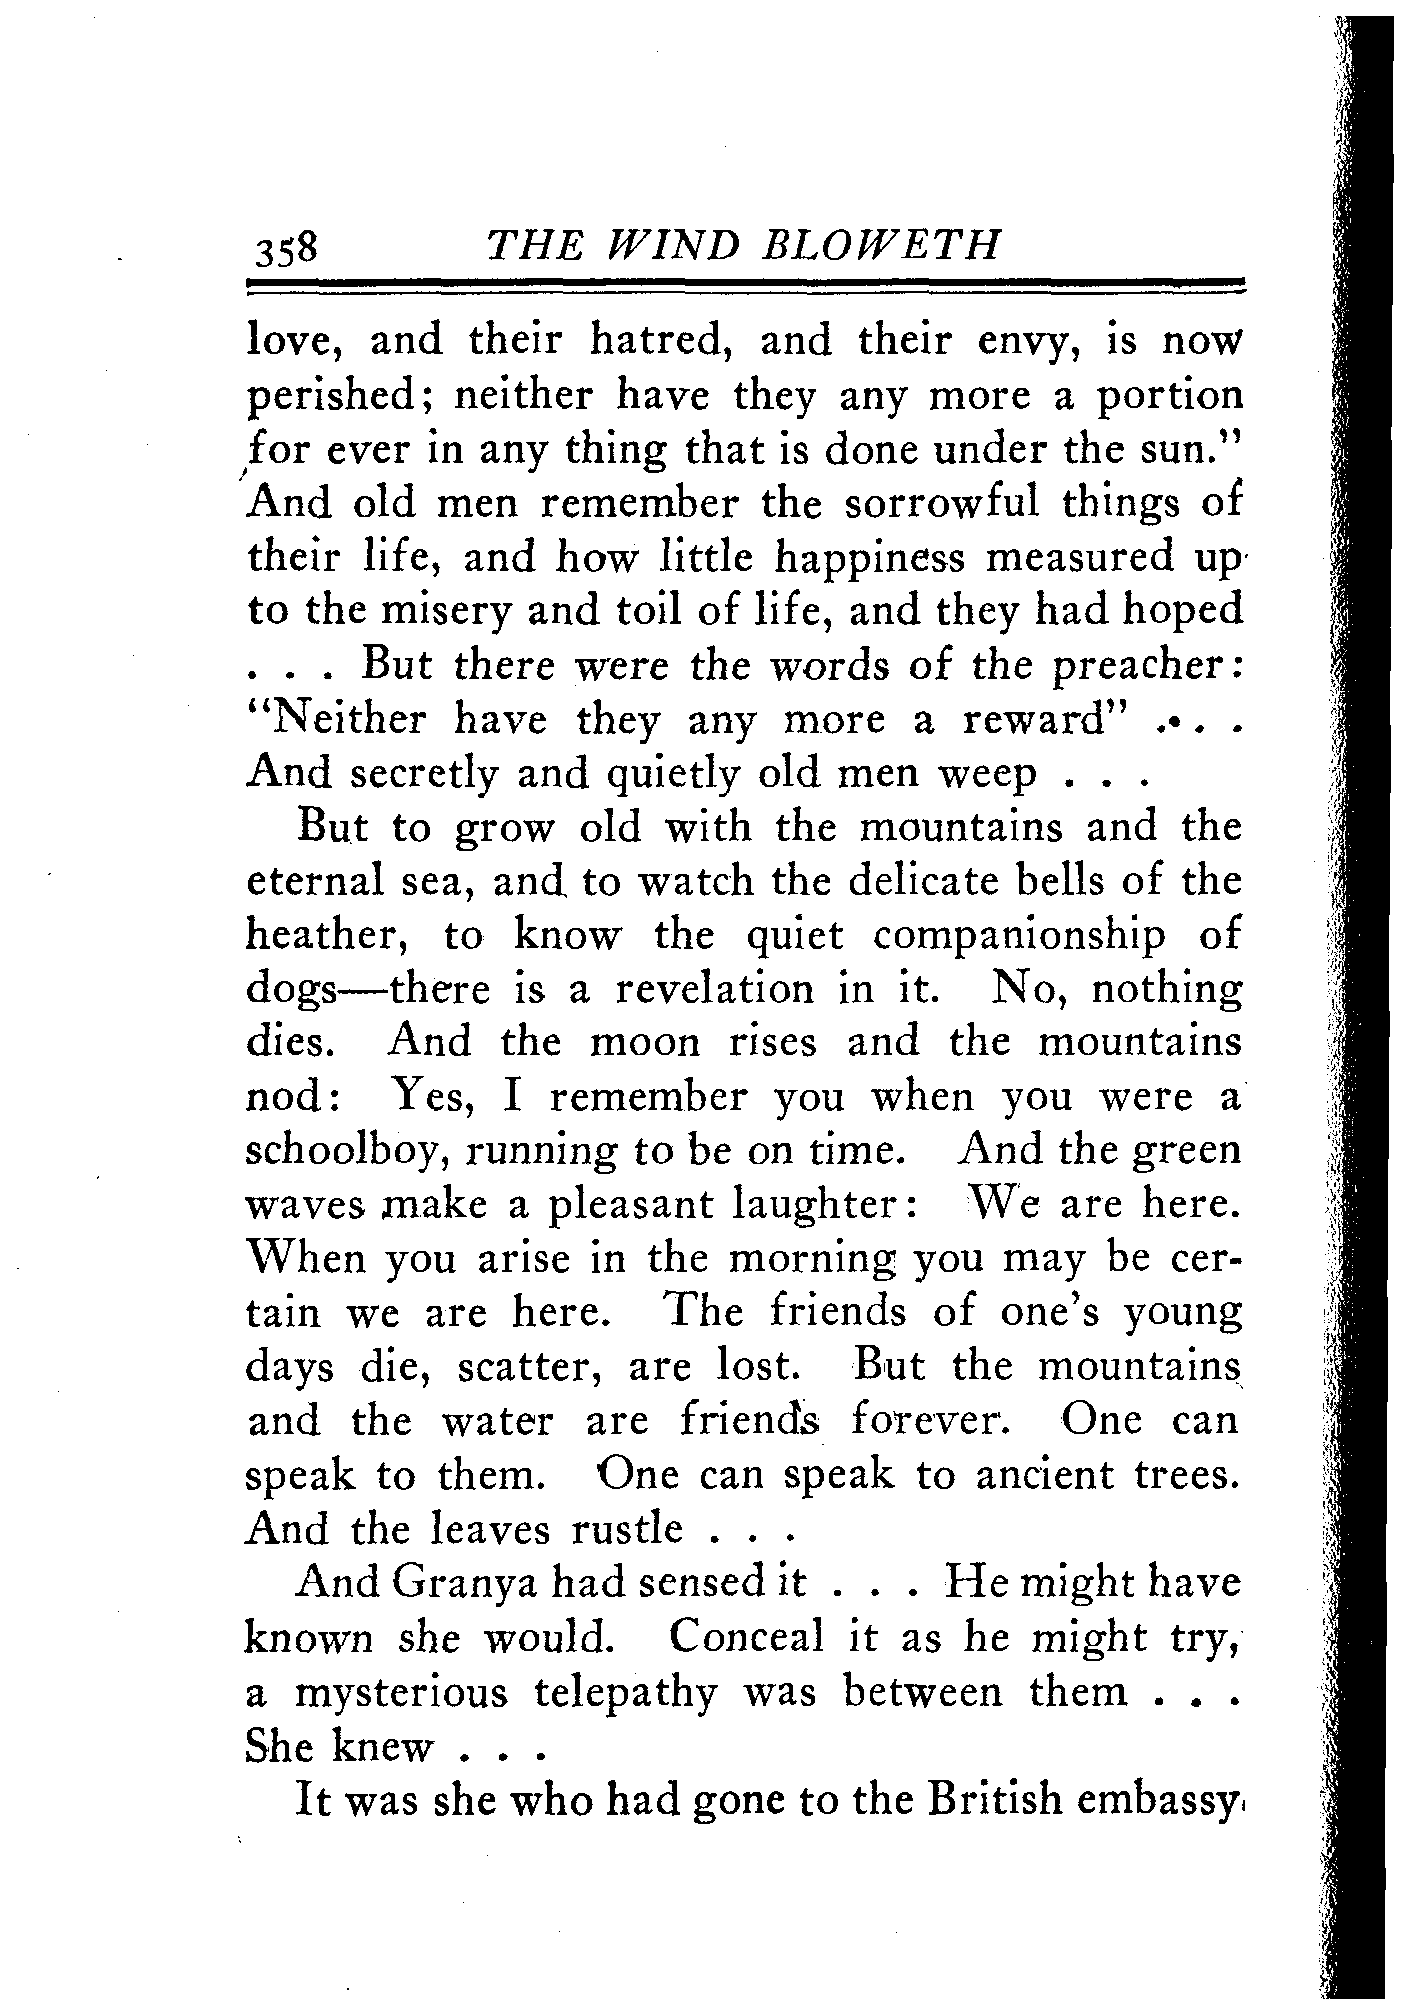 358 THE WIND BLOWETH
love, and their hatred, and their envy, is now
perished; neither have they any more a portion
for ever in any thing that is done under the sun."
And old men remember the sorrowful things of
their life, and how little happiness measured up
to the misery and toil of life, and they had hoped
. . . But there were the words of the preacher:
"Neither have they any more a reward" . . .
And secretly and quietly old men weep . . .
But to grow old with the mountains and the
eternal sea, and to watch the delicate bells of the
heather, to know the quiet companionship of
dogs—there is a revelation in it. No, nothing
dies. And the moon rises and the mountains
nod: Yes, I remember you when you were a
schoolboy, running to be on time. And the green
waves make a pleasant laughter: We are here.
When you arise in the morning you may be cer-
tain we are here. The friends of one's young
days die, scatter, are lost. But the mountains
and the water are friends forever. One can
speak to them. One can speak to ancient trees.
And the leaves rustle . . .
And Granya had sensed it . . . He might have
known she would. Conceal it as he might try,
a mysterious telepathy was between them . . .
She knew . . .
It was she who had gone to the British embassy